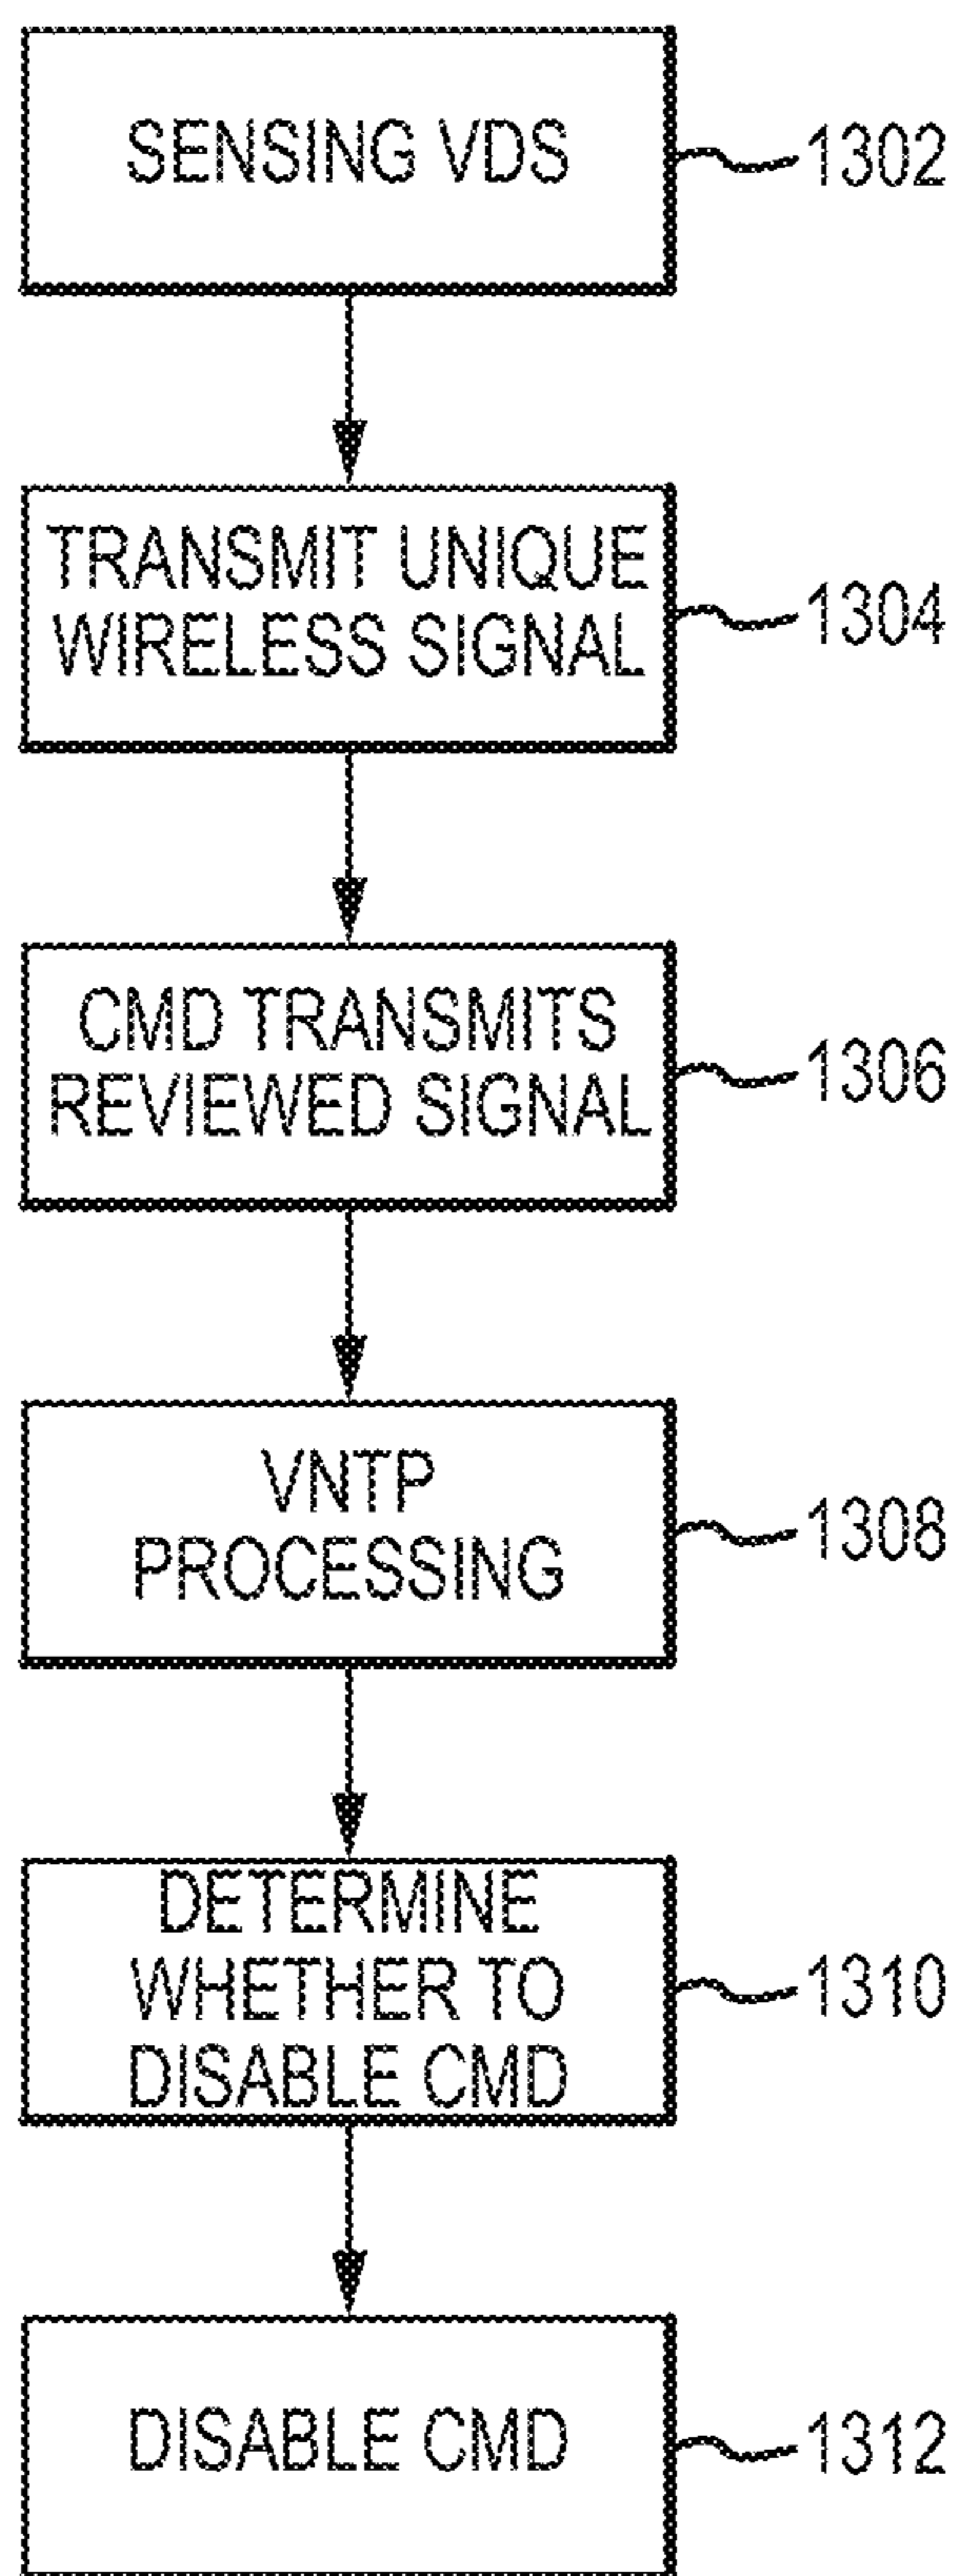 SENSING VDS
1302
TRANSMIT UNIQUE
WIRELESS SIGNAL
1304
CMD TRANSMITS
REVIEWED SIGNAL
1306
VNTP
PROCESSING
1308
DETERMINE
WHETHER TO
DISABLE CMD
1310
DISABLE CMD
1312